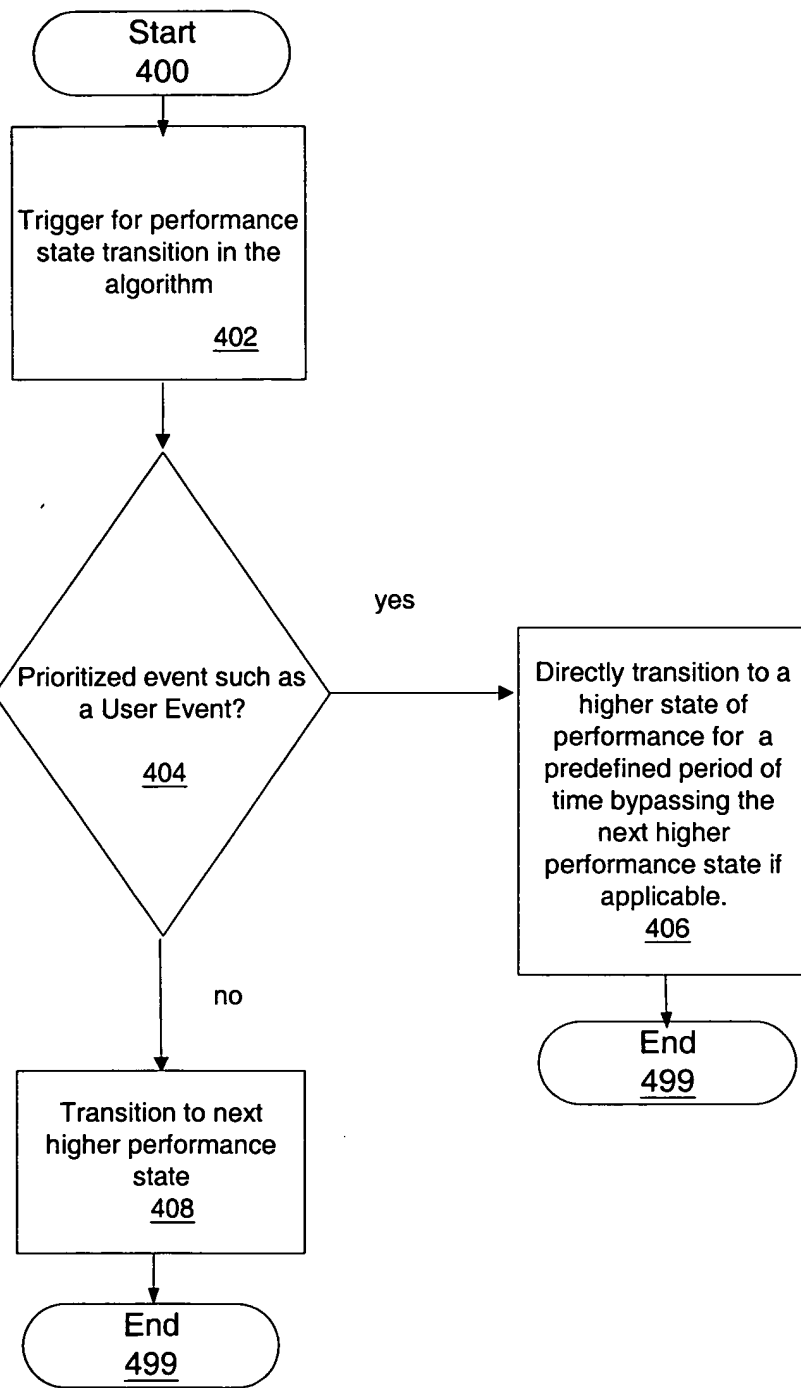 Start
400
Trigger for performance
state transition in the
algorithm
402
Prioritized event such as
a User Event?
404
yes
Directly transition to a
higher state of
performance for a
predefined period of
time bypassing the
next higher
performance state if
applicable.
406
End
499
no
Transition to next
higher performance
state
408
End
499